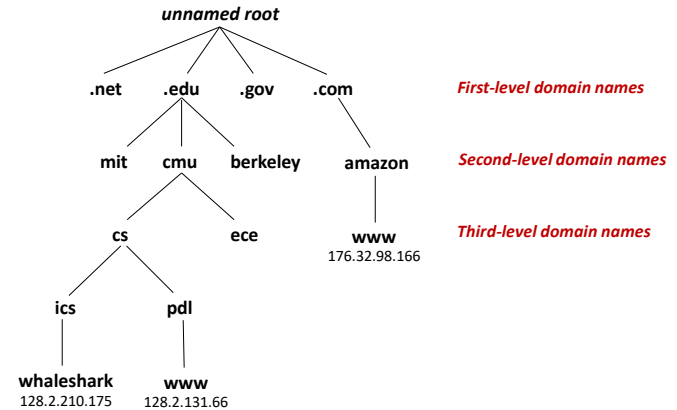 unnamed root
.net .edu .gov .com First-level domain names
mit cmu berkeley amazon Second-level domain names
cs ece www Third-level domain names
176.32.98.166
ics pdl
whaleshark www
128.2.210.175 128.2.131.66